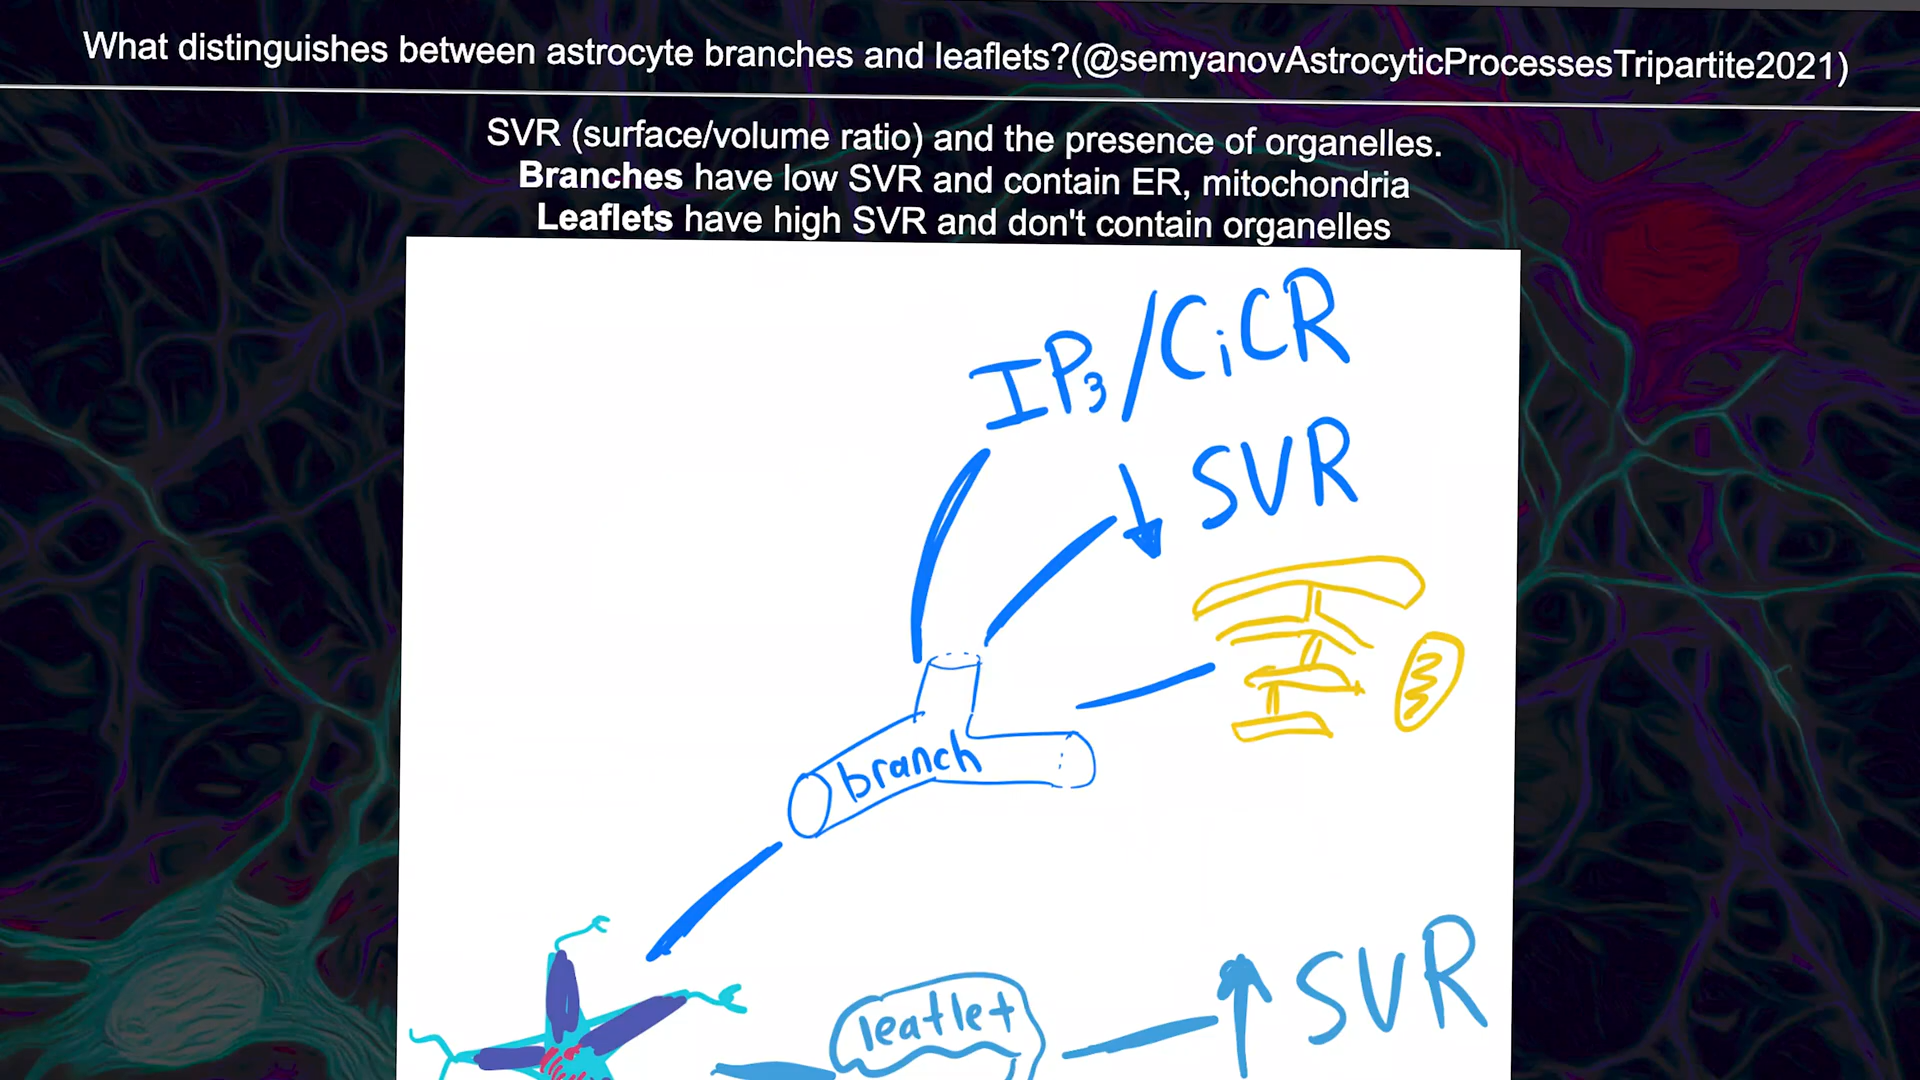 What distinguishes between astrocyte branches and leaflets?(@semyanovAstrocyticProcessesTripartite2021)
SVR (surface/volume ratio) and the presence of organelles.
Branches have low SVR and contain ER, mitochondria
Leaflets have high SVR and don't contain organelles
IP₃/CiCR
↓ SVR
branch
leaflet
↑ SVR